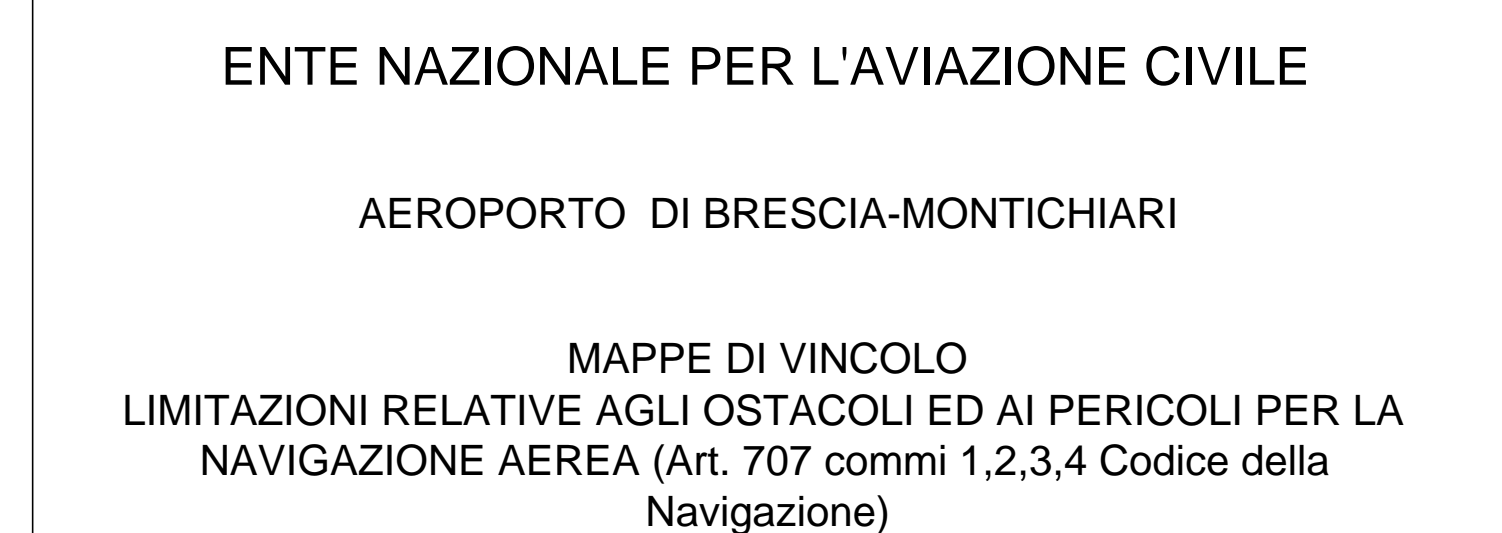 ENTE NAZIONALE PER L'AVIAZIONE CIVILE
AEROPORTO DI BRESCIA-MONTICHIARI
MAPPE DI VINCOLO
LIMITAZIONI RELATIVE AGLI OSTACOLI ED AI PERICOLI PER LA
NAVIGAZIONE AEREA (Art. 707 commi 1,2,3,4 Codice della
Navigazione)